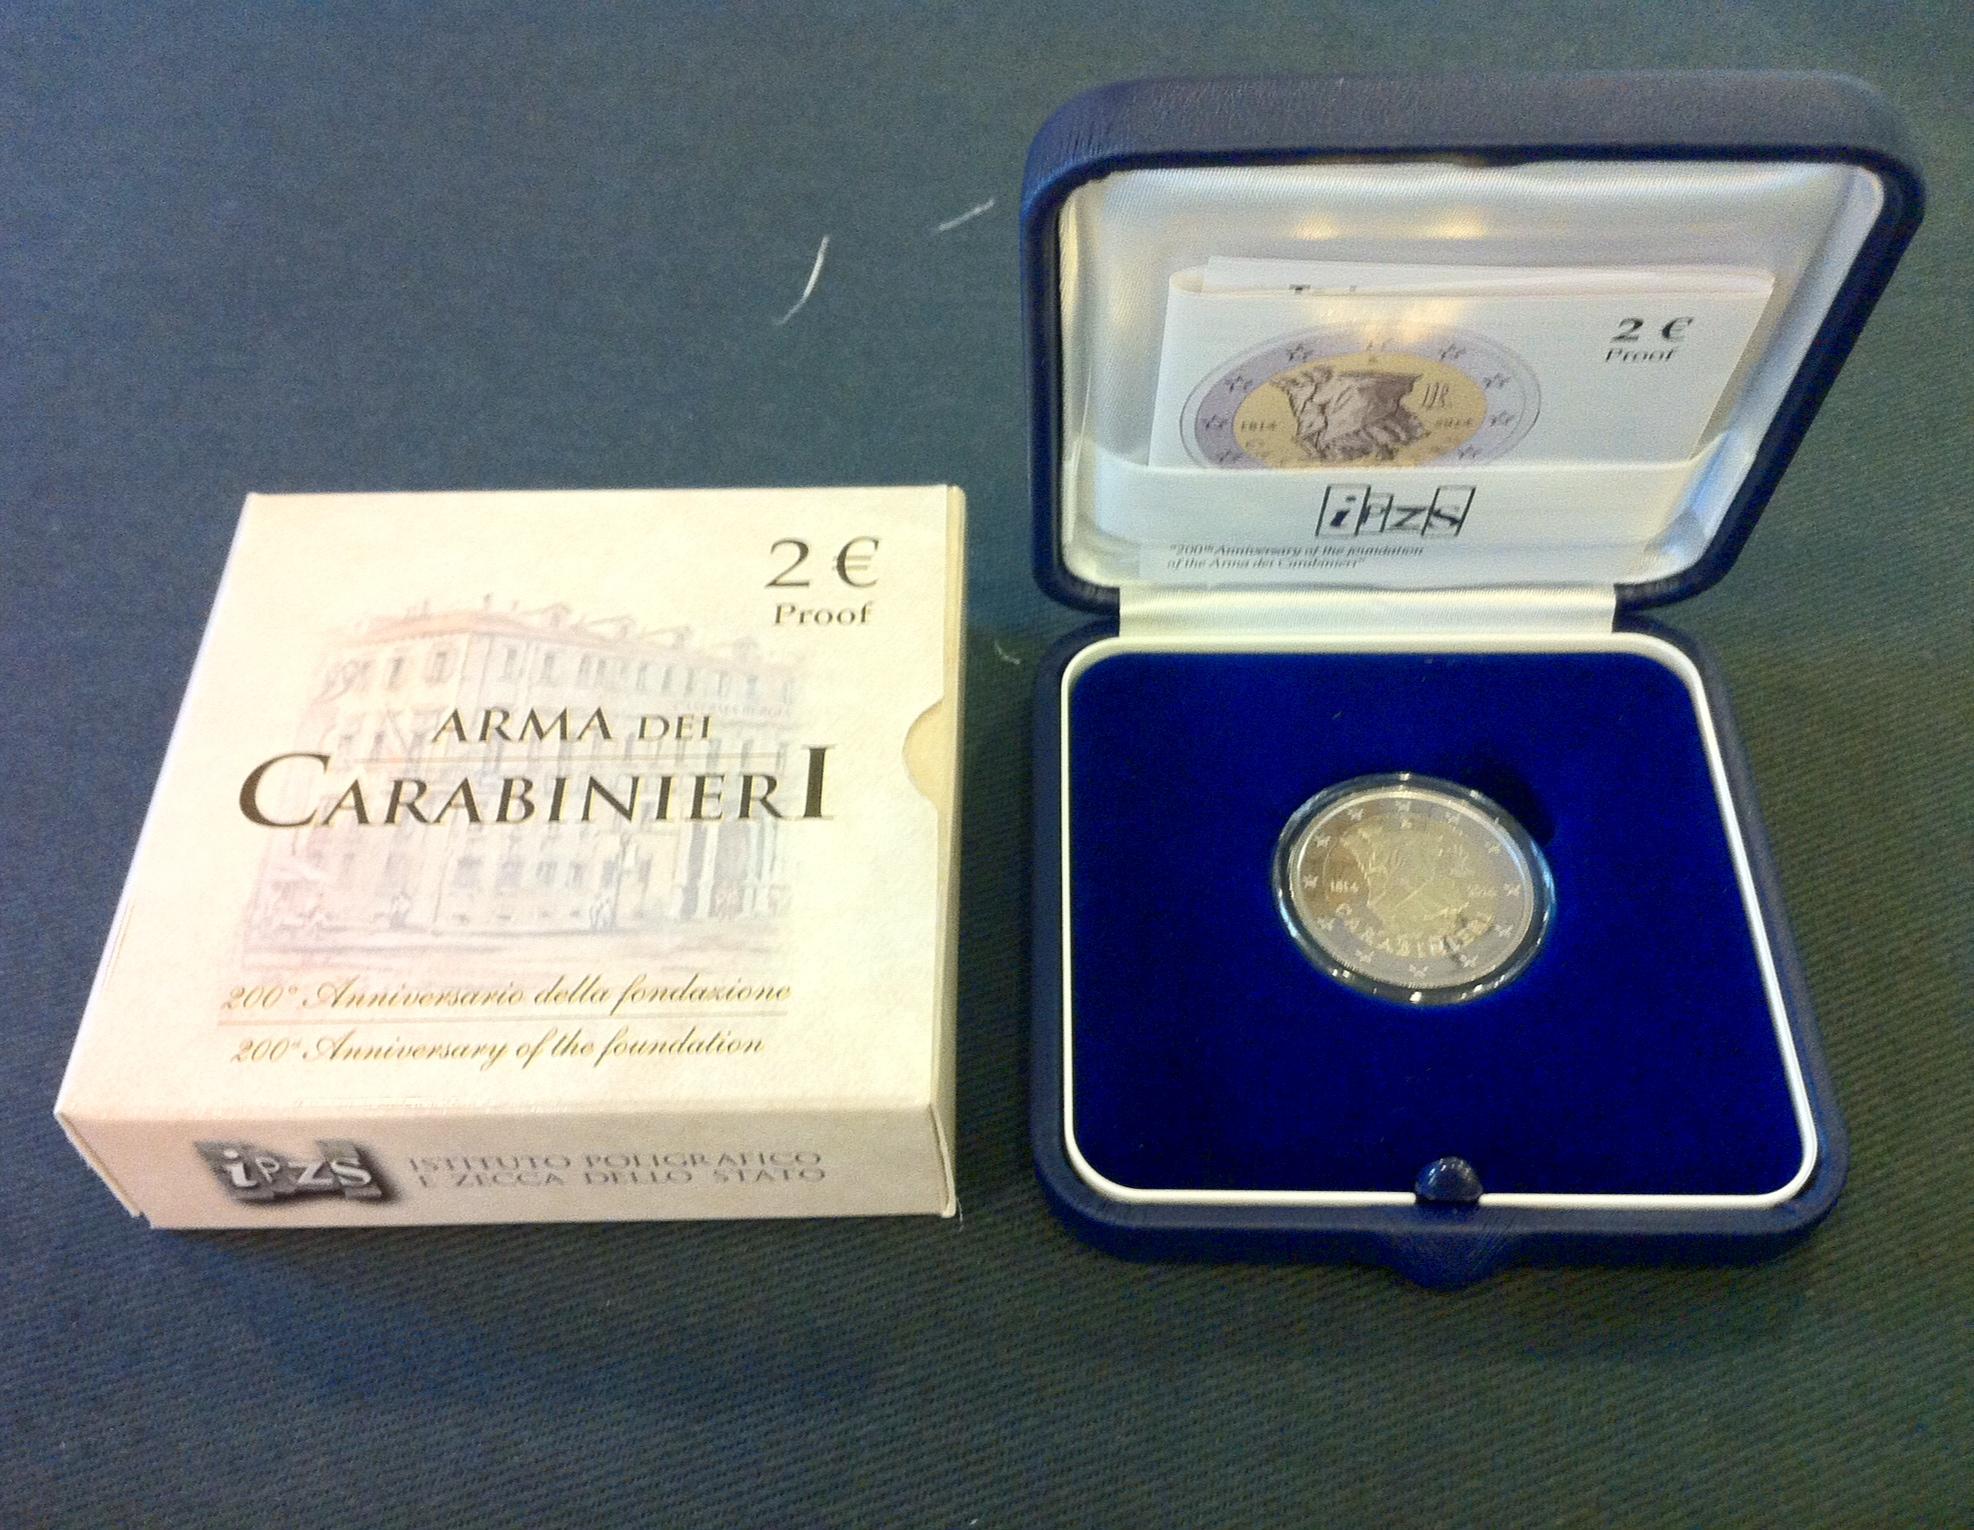 2 €
Proof
ARMA DEI
CARABINIERI
200° Anniversario della fondazione
200th Anniversary of the foundation
iPZS
ISTITUTO POLIGRAFICO
E ZECCA DELLO STATO
2 €
Proof
1814
2014
iPZS
"200th Anniversary of the foundation
of the Arma dei Carabinieri"
1814
2014
CARABINIERI